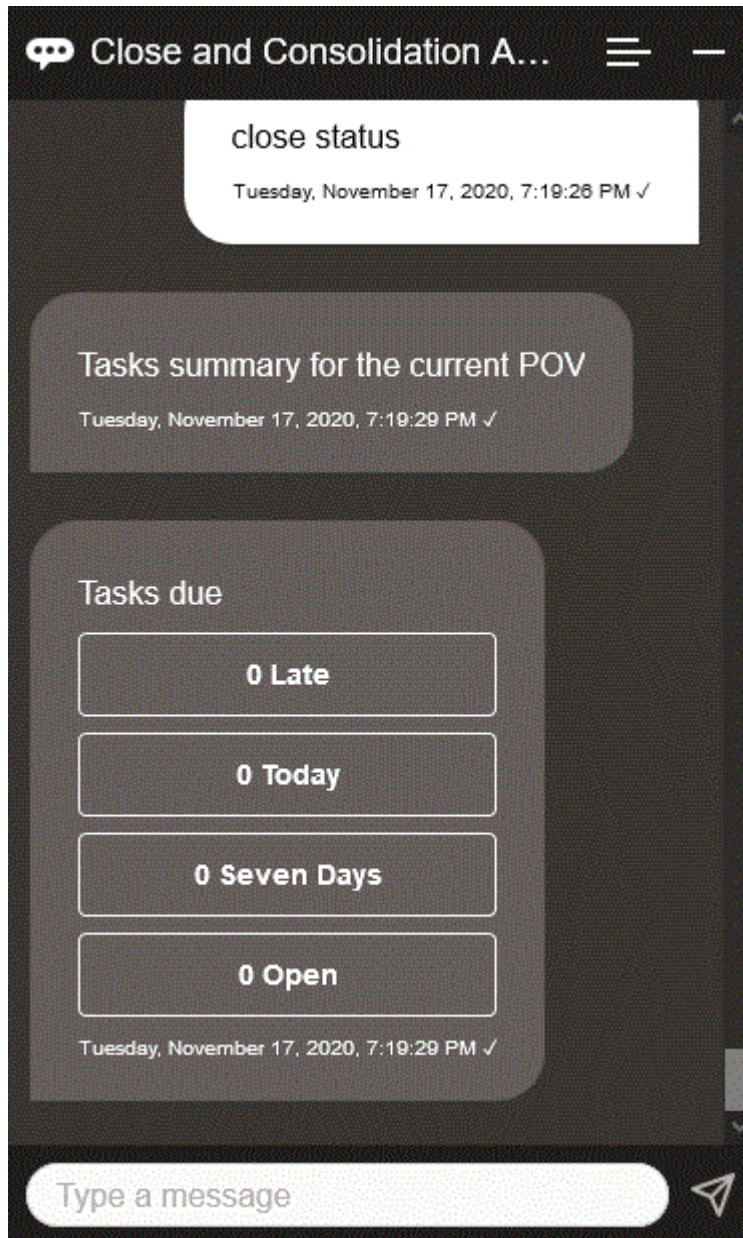 Close and Consolidation A...
close status
Tuesday, November 17, 2020, 7:19:26 PM ✓
Tasks summary for the current POV
Tuesday, November 17, 2020, 7:19:29 PM ✓
Tasks due
0 Late
0 Today
0 Seven Days
0 Open
Tuesday, November 17, 2020, 7:19:29 PM ✓
Type a message